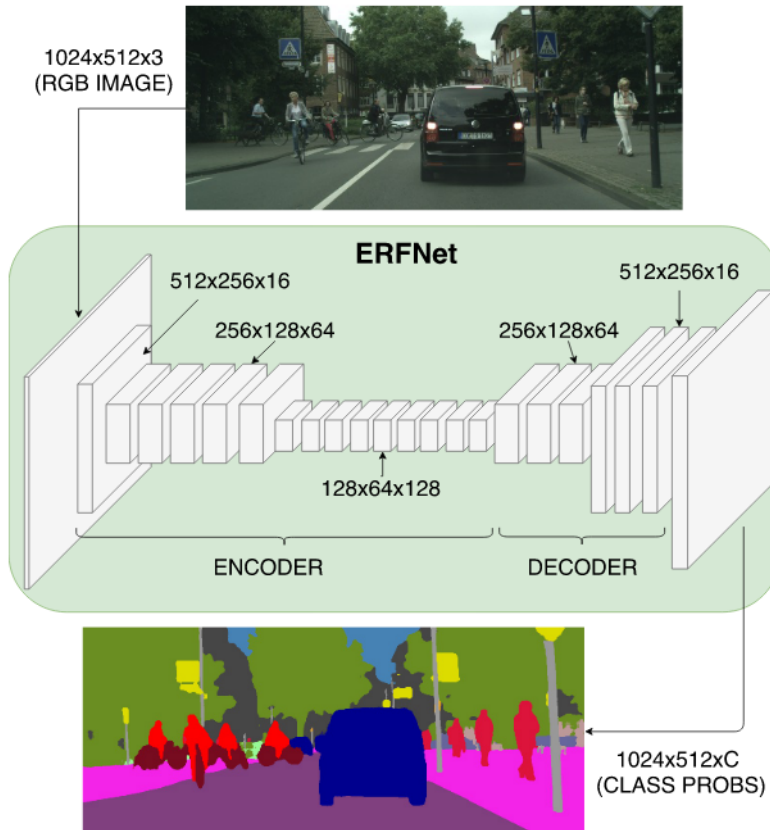 1024x512x3
(RGB IMAGE)
ERFNet
512x256x16
512x256x16
256x128x64
256x128x64
128x64x128
ENCODER
DECODER
1024x512xC
(CLASS PROBS)